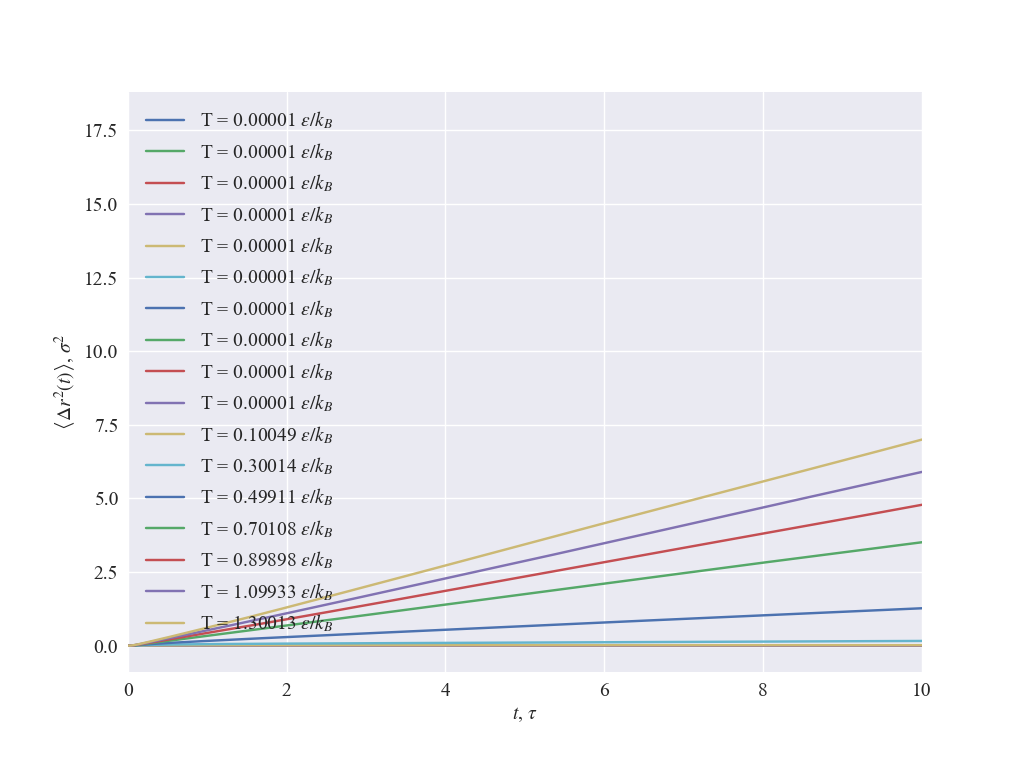 17.5
15.0
12.5
10.0
7.5
5.0
2.5
0.0
⟨Δr²(t)⟩, σ²
T = 0.00001 ε/k_B
T = 0.00001 ε/k_B
T = 0.00001 ε/k_B
T = 0.00001 ε/k_B
T = 0.00001 ε/k_B
T = 0.00001 ε/k_B
T = 0.00001 ε/k_B
T = 0.00001 ε/k_B
T = 0.00001 ε/k_B
T = 0.00001 ε/k_B
T = 0.10049 ε/k_B
T = 0.30014 ε/k_B
T = 0.49911 ε/k_B
T = 0.70108 ε/k_B
T = 0.89898 ε/k_B
T = 1.09933 ε/k_B
T = 1.30013 ε/k_B
0 2 4 6 8 10
t, τ